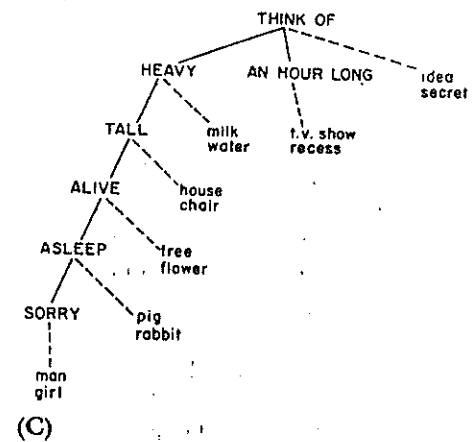 THINK OF
HEAVY
AN HOUR LONG
idea
secret
TALL
milk
water
t.v. show
recess
ALIVE
house
chair
ASLEEP
tree
flower
SORRY
pig
rabbit
man
girl
(C)